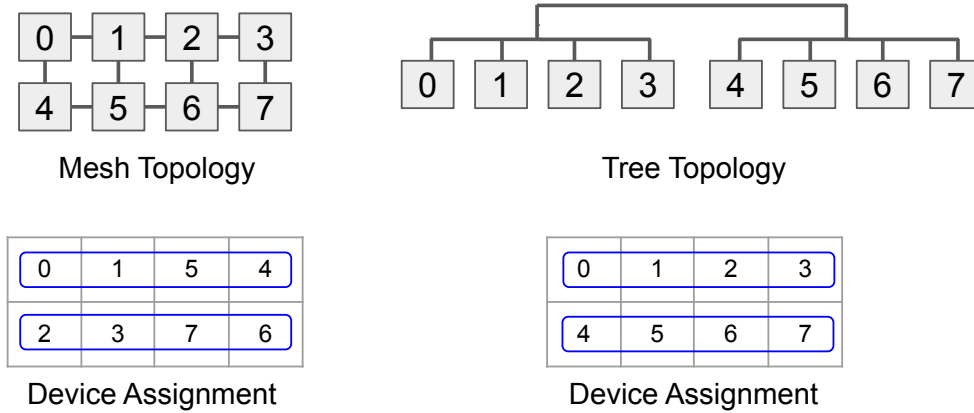 0 1 2 3
4 5 6 7
Mesh Topology
0 1 2 3 4 5 6 7
Tree Topology
0 1 5 4
2 3 7 6
Device Assignment
0 1 2 3
4 5 6 7
Device Assignment